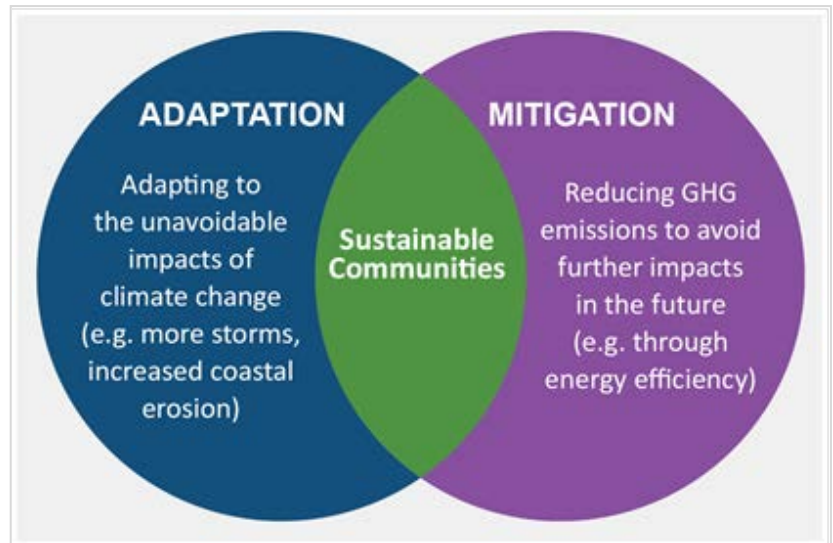 ADAPTATION
Adapting to
the unavoidable
impacts of
climate change
(e.g. more storms,
increased coastal
erosion)
Sustainable
Communities
MITIGATION
Reducing GHG
emissions to avoid
further impacts
in the future
(e.g. through
energy efficiency)